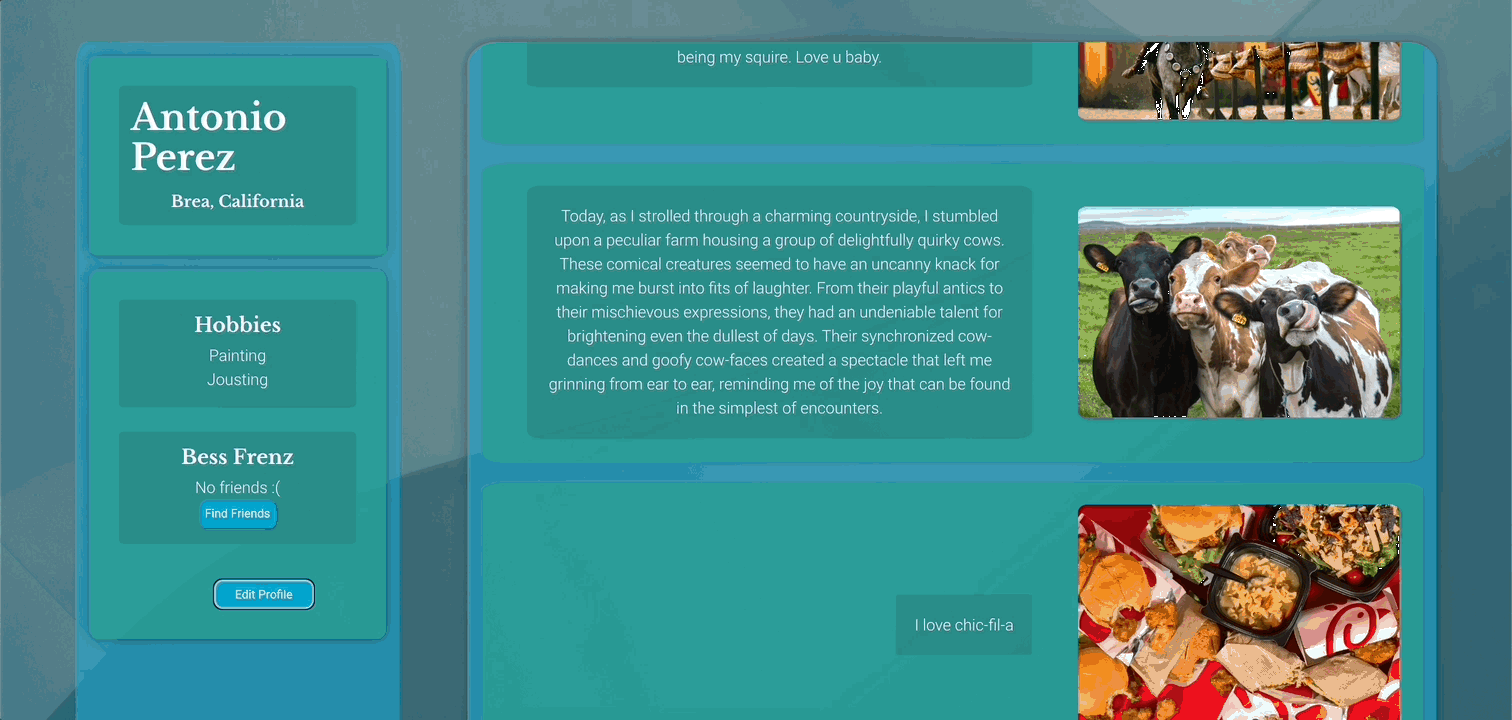 Antonio
Perez
Brea, California
Hobbies
Painting
Jousting
Bess Frenz
No friends :(
Find Friends
Edit Profile
being my squire. Love u baby.
Today, as I strolled through a charming countryside, I stumbled
upon a peculiar farm housing a group of delightfully quirky cows.
These comical creatures seemed to have an uncanny knack for
making me burst into fits of laughter. From their playful antics to
their mischievous expressions, they had an undeniable talent for
brightening even the dullest of days. Their synchronized cow-
dances and goofy cow-faces created a spectacle that left me
grinning from ear to ear, reminding me of the joy that can be found
in the simplest of encounters.
I love chic-fil-a